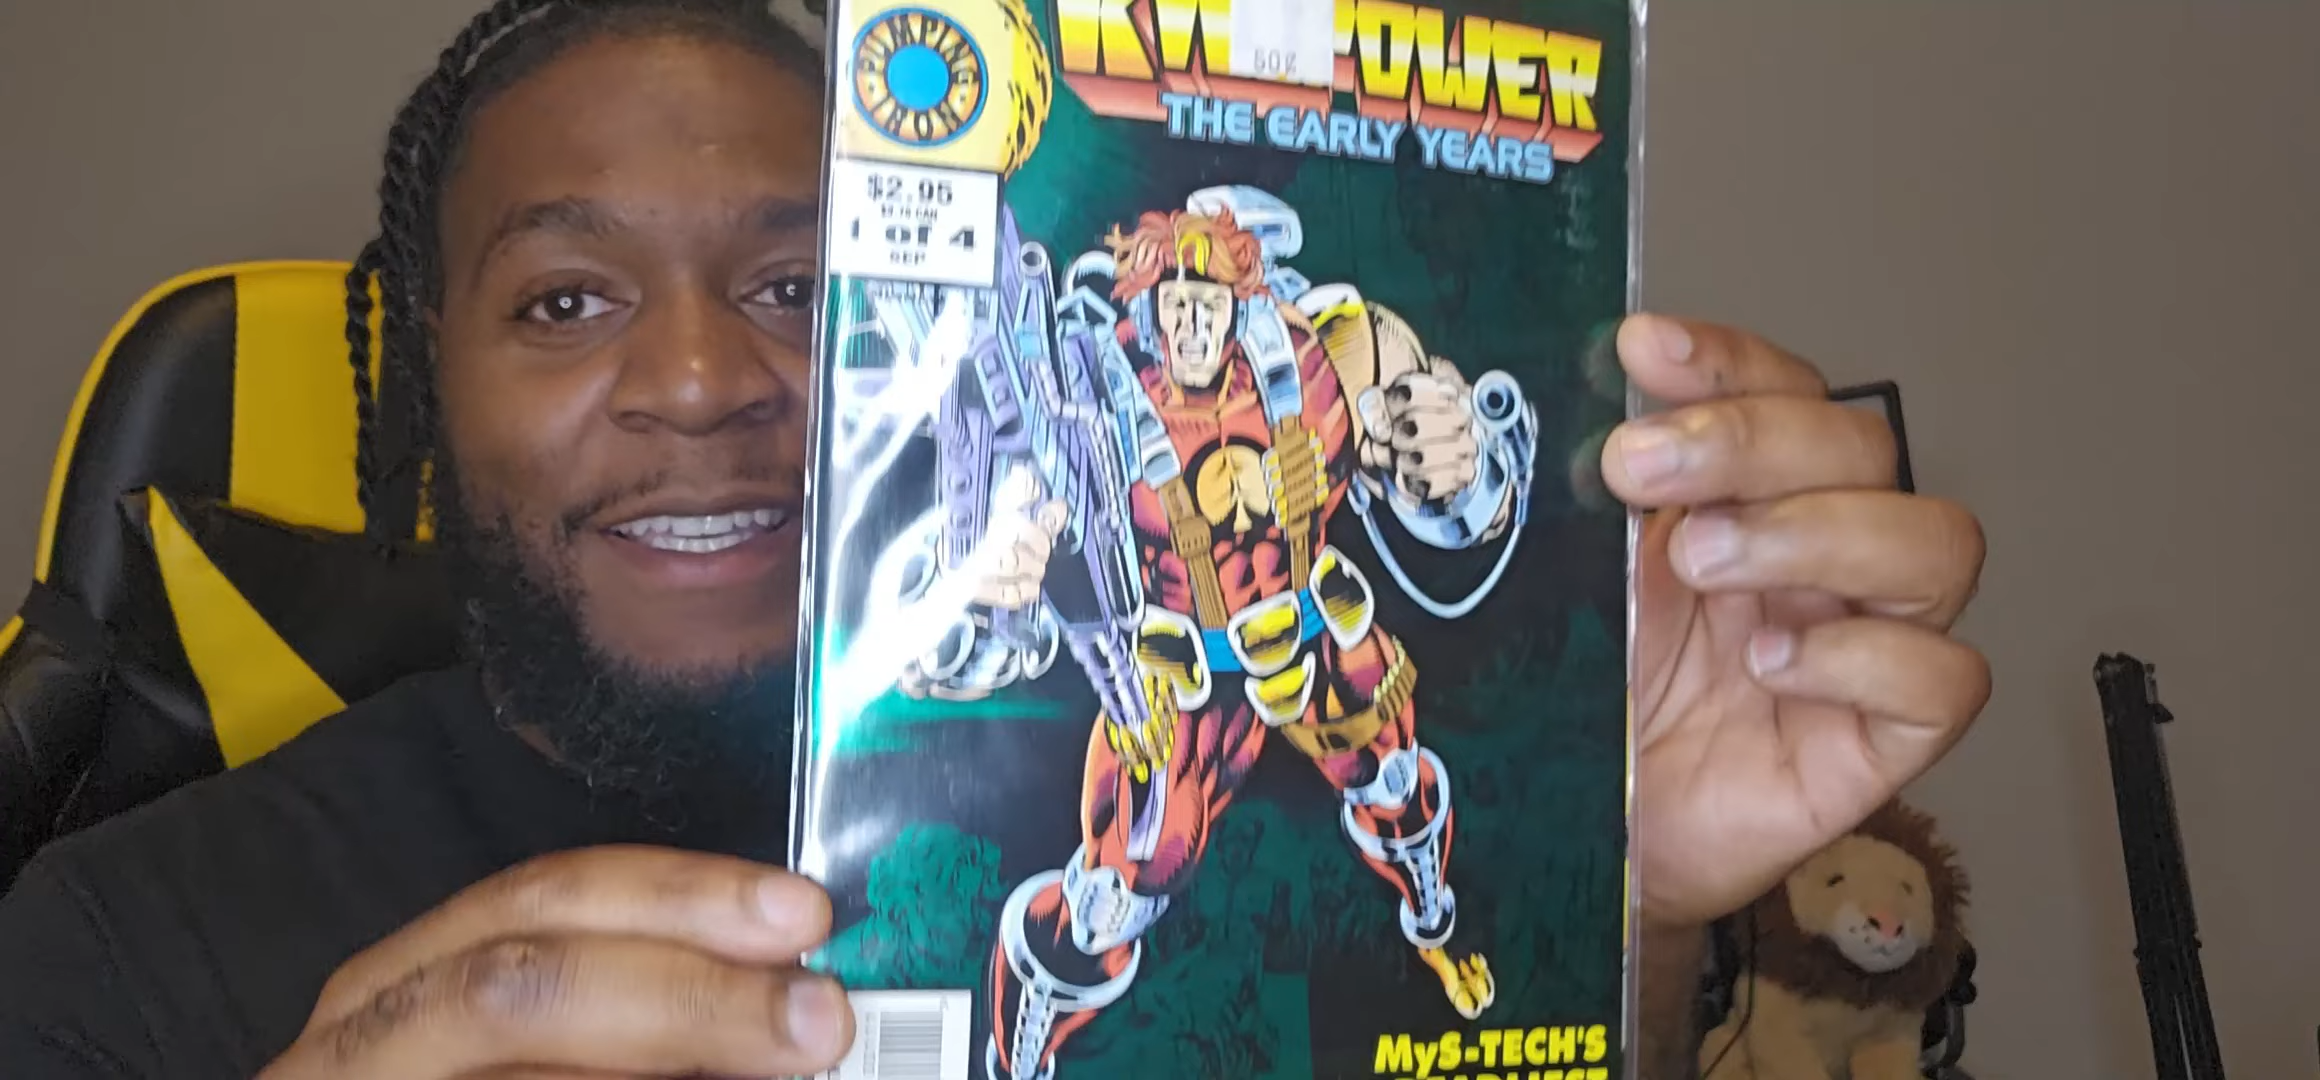 PUMPING
IRON
50¢
POWER
THE EARLY YEARS
$2.95
1 of 4
SEP
MyS-TECH'S